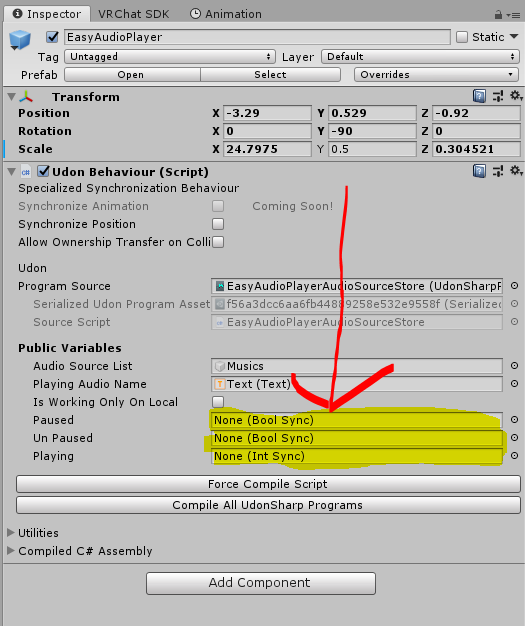 Inspector VRChat SDK Animation
EasyAudioPlayer Static
Tag Untagged Layer Default
Prefab Open Select Overrides
Transform
Position X -3.29 Y 0.529 Z -0.92
Rotation X 0 Y -90 Z 0
Scale X 24.7975 Y 0.5 Z 0.304521
Udon Behaviour (Script)
Specialized Synchronization Behaviour
Synchronize Animation Coming Soon!
Synchronize Position
Allow Ownership Transfer on Colli
Udon
Program Source EasyAudioPlayerAudioSourceStore (UdonSharpP
Serialized Udon Program Asset f56a3dcc6aa6fb44889258e532e9558f (Serialized
Source Script EasyAudioPlayerAudioSourceStore
Public Variables
Audio Source List Musics
Playing Audio Name Text (Text)
Is Working Only On Local
Paused None (Bool Sync)
Un Paused None (Bool Sync)
Playing None (Int Sync)
Force Compile Script
Compile All UdonSharp Programs
Utilities
Compiled C# Assembly
Add Component